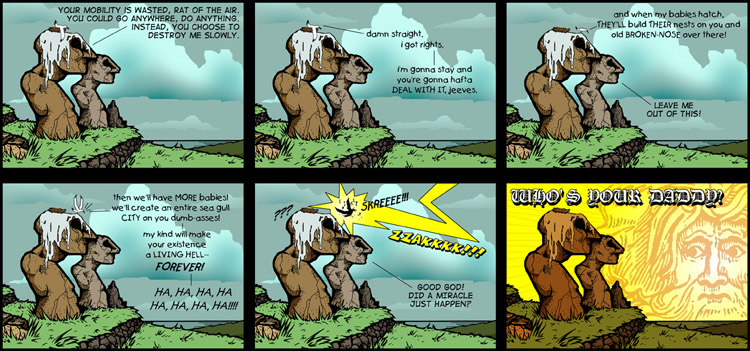 YOUR MOBILITY IS WASTED, RAT OF THE AIR.
YOU COULD GO ANYWHERE, DO ANYTHING.
INSTEAD, YOU CHOOSE TO
DESTROY ME SLOWLY.
damn straight,
i got rights.
i'm gonna stay and
you're gonna hafta
DEAL WITH IT, jeeves.
and when my babies hatch,
THEY'LL build THEIR nests on you and
old BROKEN-NOSE over there!
LEAVE ME
OUT OF THIS!
then we'll have MORE babies!
we'll create an entire sea gull
CITY on you dumb-asses!
my kind will make
your existence
a LIVING HELL--
FOREVER!
HA, HA, HA, HA
HA, HA, HA, HA!!!!
???
SKREEEE!!!
ZZAKKKK!!!
GOOD GOD!
DID A MIRACLE
JUST HAPPEN?
WHO'S YOUR DADDY!